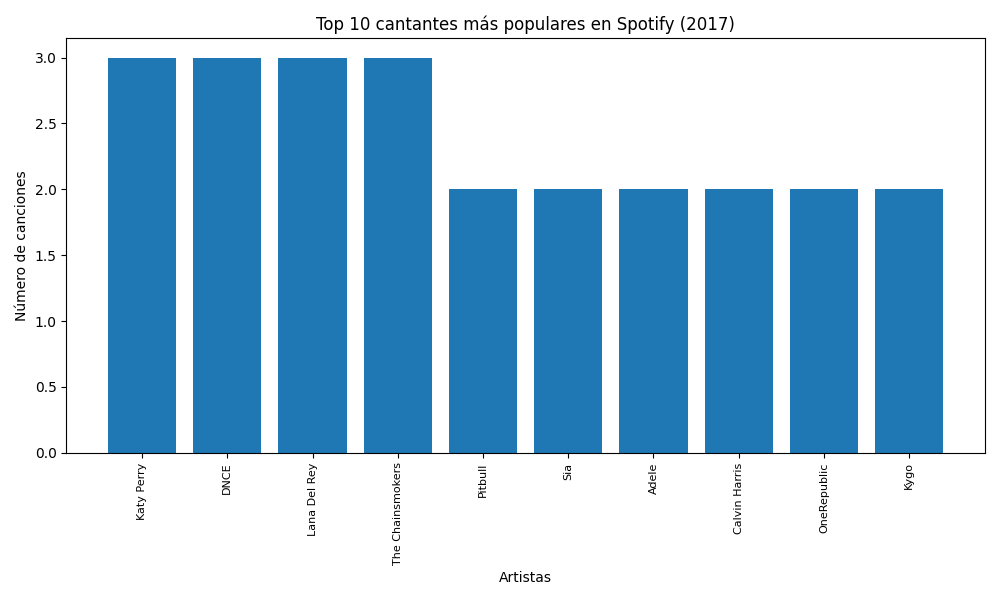 Top 10 cantantes más populares en Spotify (2017)
Número de canciones
3.0
2.5
2.0
1.5
1.0
0.5
0.0
Katy Perry
DNCE
Lana Del Rey
The Chainsmokers
Pitbull
Sia
Adele
Calvin Harris
OneRepublic
Kygo
Artistas